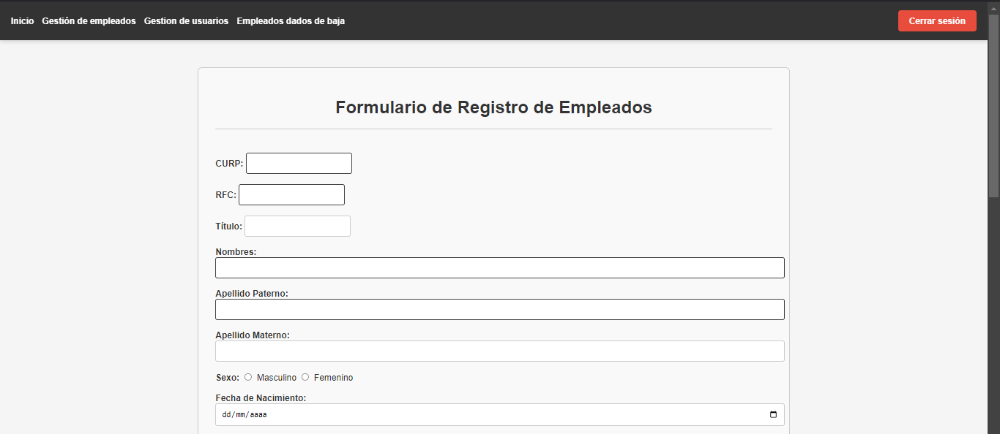 Inicio Gestión de empleados Gestion de usuarios Empleados dados de baja Cerrar sesión
Formulario de Registro de Empleados
CURP:
RFC:
Título:
Nombres:
Apellido Paterno:
Apellido Materno:
Sexo: Masculino Femenino
Fecha de Nacimiento:
dd/mm/aaaa